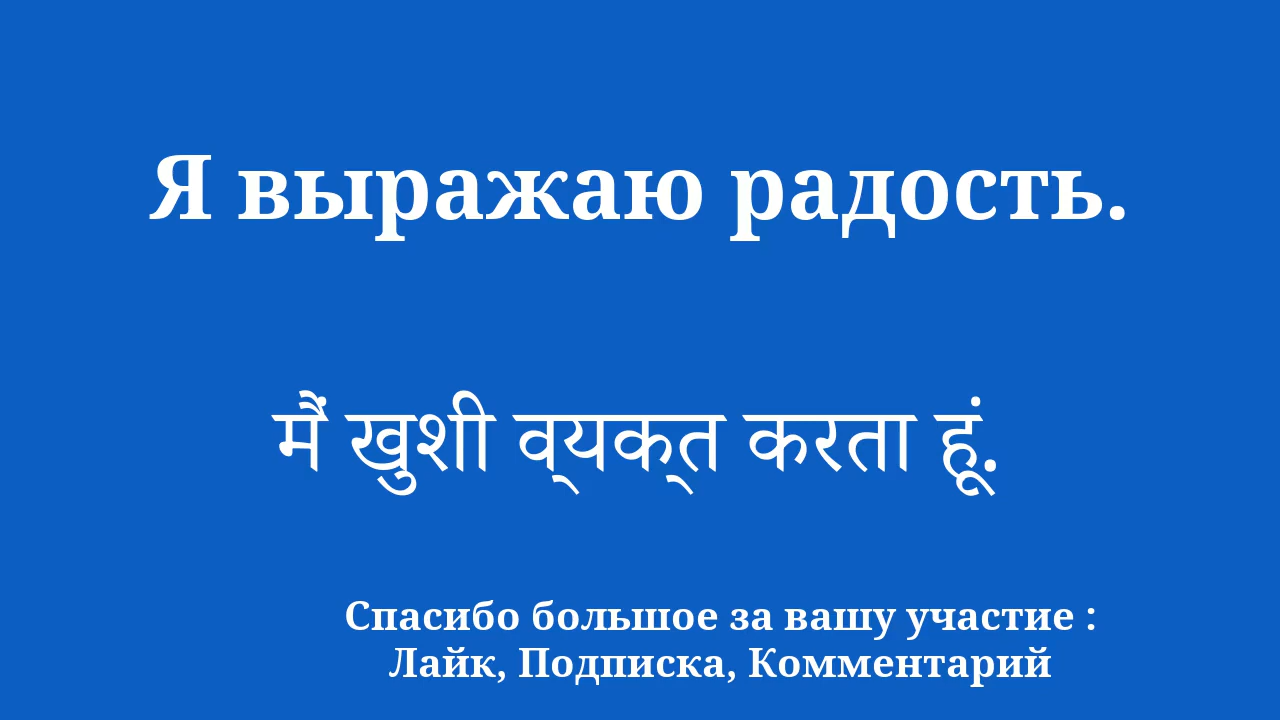 Я выражаю радость.
मैं खुशी व्‌यक्‌त करता हूं.
Спасибо большое за вашу участие :
Лайк, Подписка, Комментарий